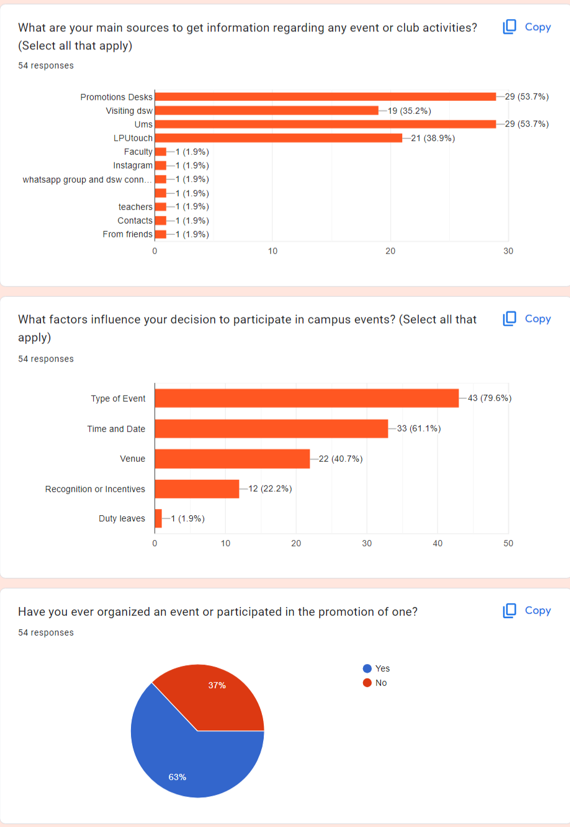 What are your main sources to get information regarding any event or club activities? Copy
(Select all that apply)
54 responses
Promotions Desks 29 (53.7%)
Visiting dsw 19 (35.2%)
Ums 29 (53.7%)
LPUtouch 21 (38.9%)
Faculty 1 (1.9%)
Instagram 1 (1.9%)
whatsapp group and dsw conn... 1 (1.9%)
1 (1.9%)
teachers 1 (1.9%)
Contacts 1 (1.9%)
From friends 1 (1.9%)
0 10 20 30
What factors influence your decision to participate in campus events? (Select all that Copy
apply)
54 responses
Type of Event 43 (79.6%)
Time and Date 33 (61.1%)
Venue 22 (40.7%)
Recognition or Incentives 12 (22.2%)
Duty leaves 1 (1.9%)
0 10 20 30 40 50
Have you ever organized an event or participated in the promotion of one? Copy
54 responses
Yes
No
37%
63%